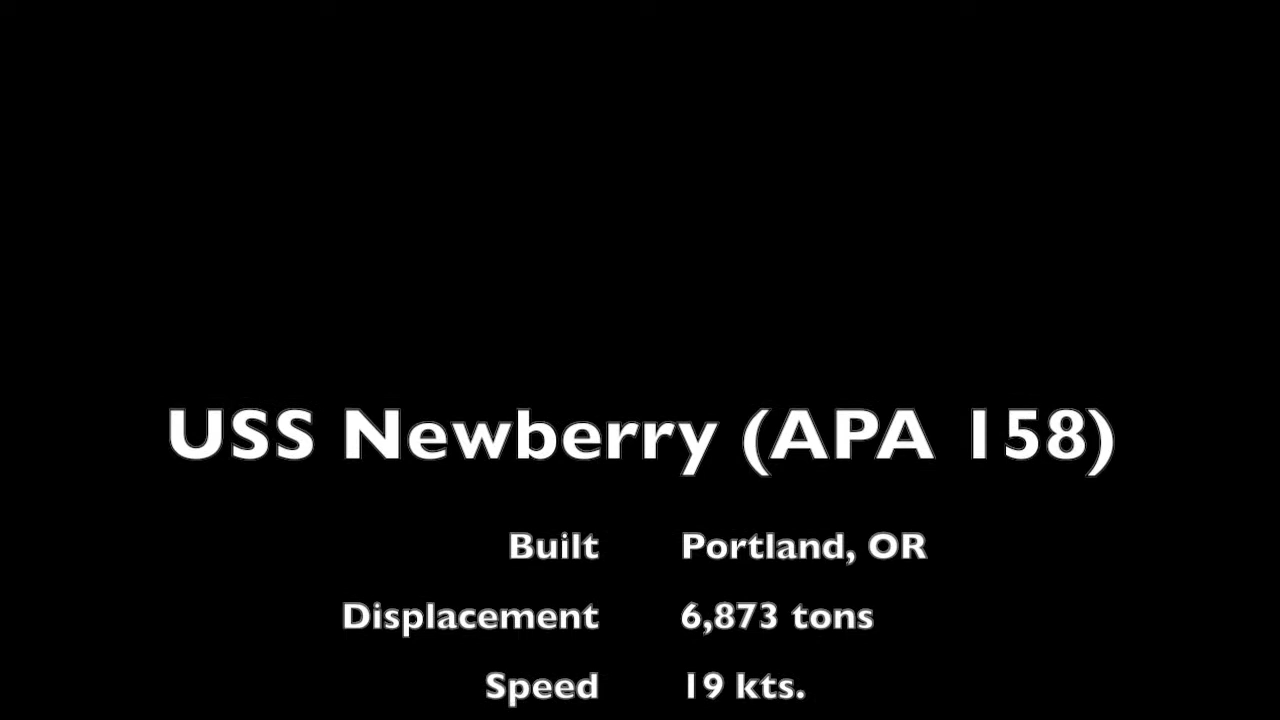 USS Newberry (APA 158)
Built Portland, OR
Displacement 6,873 tons
Speed 19 kts.